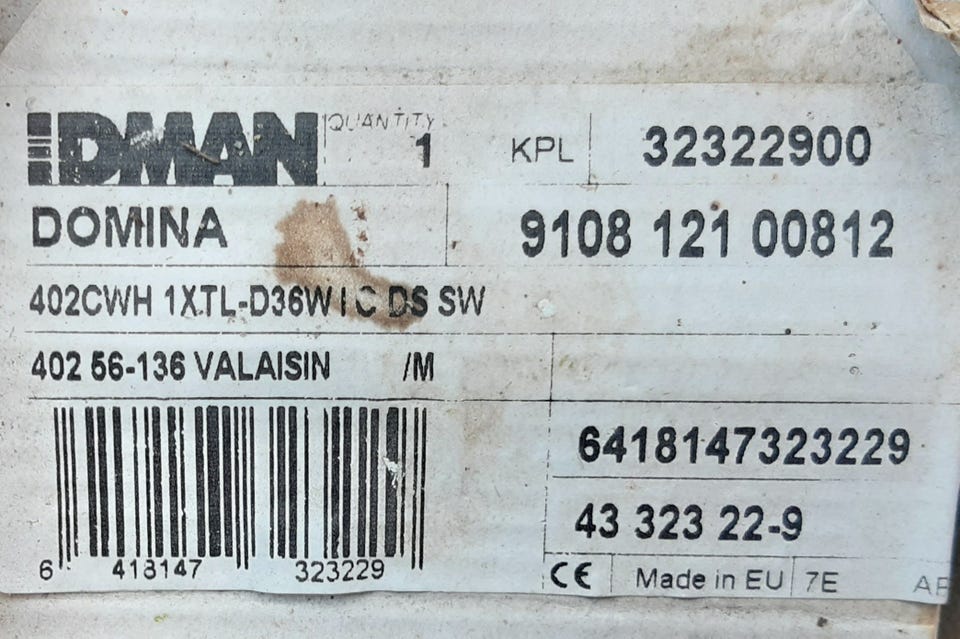 IDMAN QUANTITY 1 KPL 32322900
DOMINA 9108 121 00812
402CWH 1XTL-D36W I C DS SW
402 56-136 VALAISIN /M
6418147323229
43 323 22-9
6 418147 323229
CE Made in EU 7E